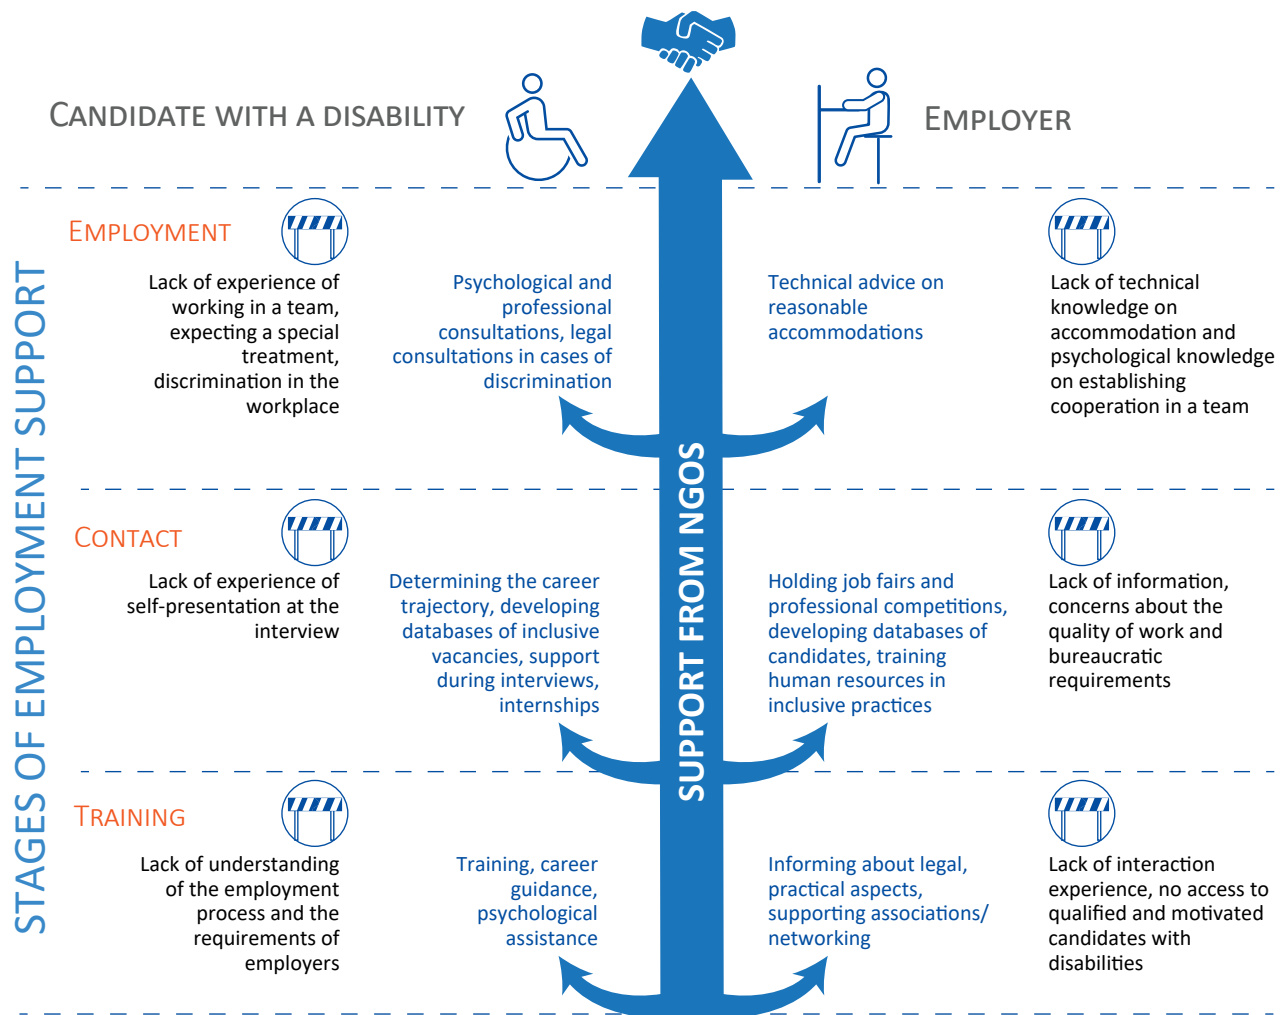 CANDIDATE WITH A DISABILITY
EMPLOYER
STAGES OF EMPLOYMENT SUPPORT
SUPPORT FROM NGOS
EMPLOYMENT
Lack of experience of
working in a team,
expecting a special
treatment,
discrimination in the
workplace
Psychological and
professional
consultations, legal
consultations in cases of
discrimination
Technical advice on
reasonable
accommodations
Lack of technical
knowledge on
accommodation and
psychological knowledge
on establishing
cooperation in a team
CONTACT
Lack of experience of
self-presentation at the
interview
Determining the career
trajectory, developing
databases of inclusive
vacancies, support
during interviews,
internships
Holding job fairs and
professional competitions,
developing databases of
candidates, training
human resources in
inclusive practices
Lack of information,
concerns about the
quality of work and
bureaucratic
requirements
TRAINING
Lack of understanding
of the employment
process and the
requirements of
employers
Training, career
guidance,
psychological
assistance
Informing about legal,
practical aspects,
supporting associations/
networking
Lack of interaction
experience, no access to
qualified and motivated
candidates with
disabilities